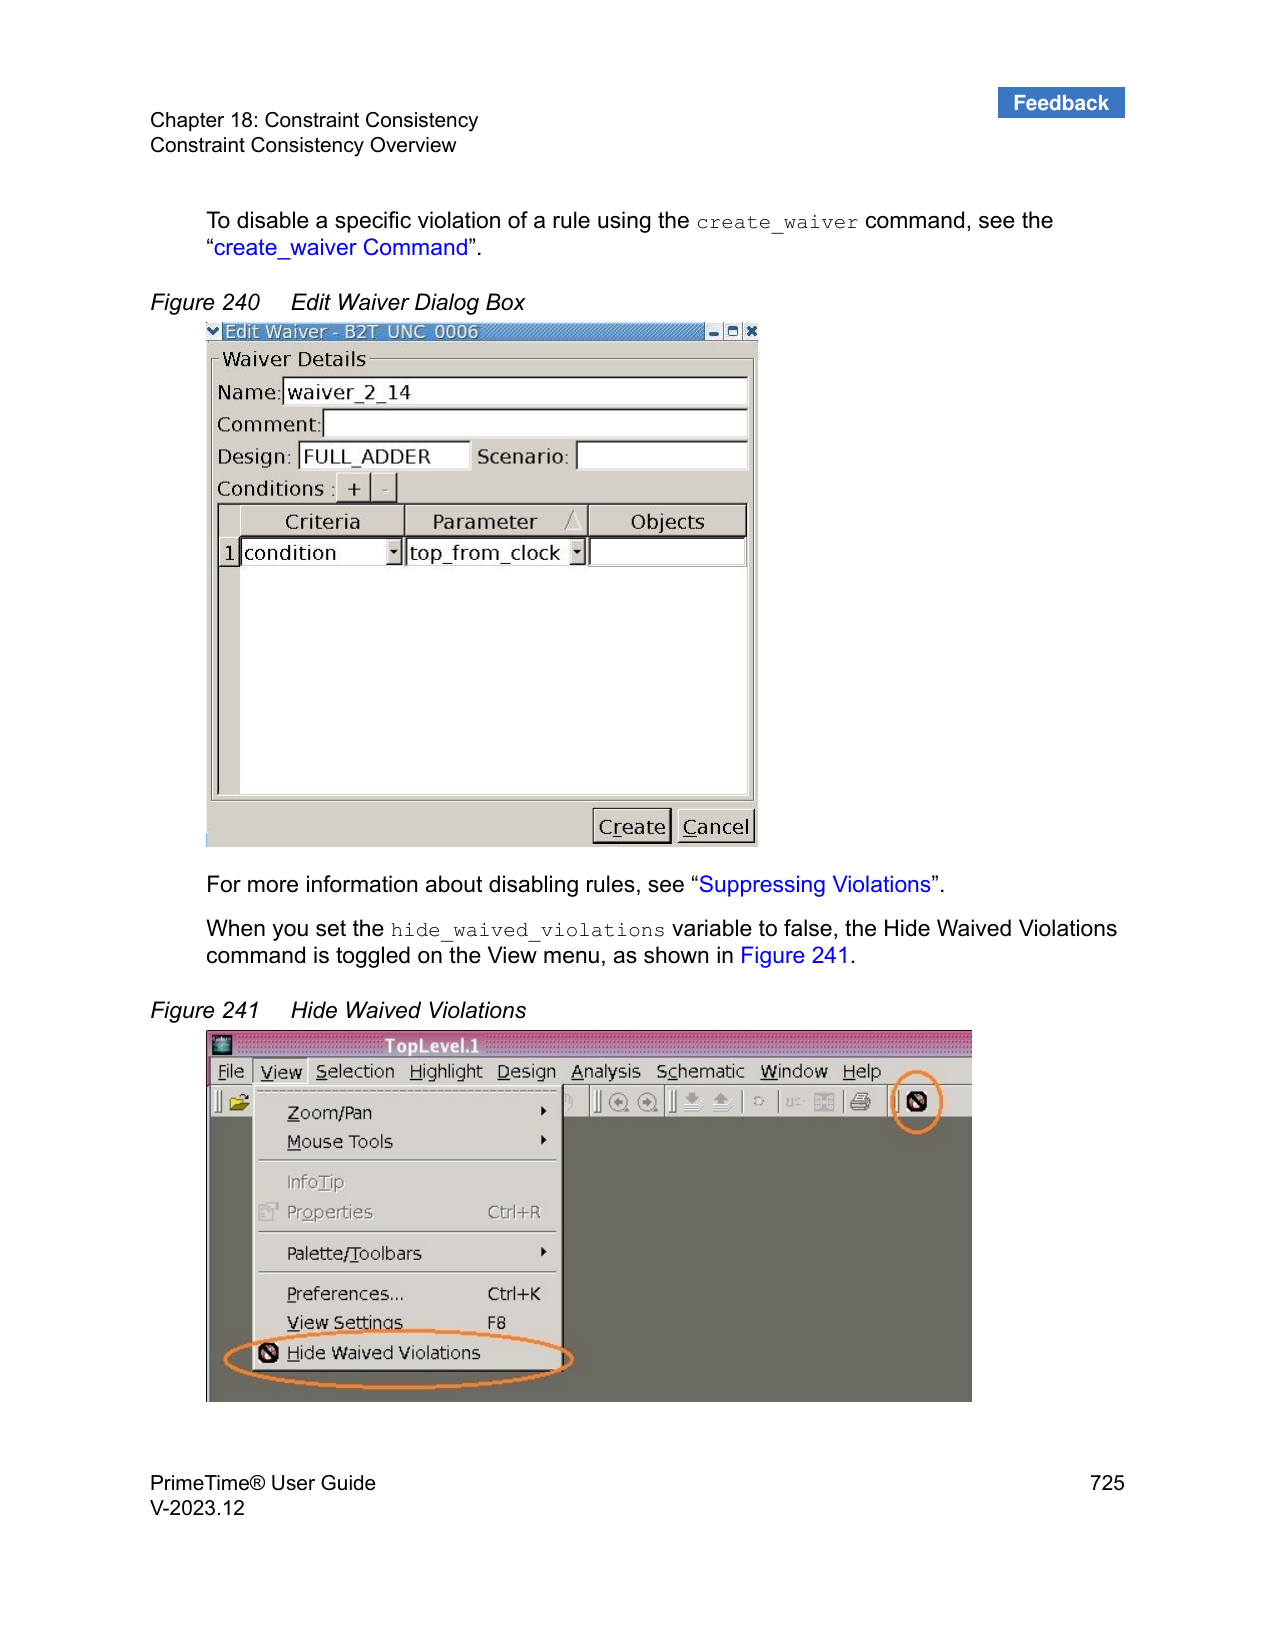 Feedback
Chapter 18: Constraint Consistency
Constraint Consistency Overview
To disable a specific violation of a rule using the create_waiver command, see the
“create_waiver Command”.
Figure 240 Edit Waiver Dialog Box
Edit Waiver - B2T_UNC_0006
Waiver Details
Name: waiver_2_14
Comment:
Design: FULL_ADDER Scenario:
Conditions : + -
Criteria Parameter Objects
1 condition top_from_clock
Create Cancel
For more information about disabling rules, see “Suppressing Violations”.
When you set the hide_waived_violations variable to false, the Hide Waived Violations
command is toggled on the View menu, as shown in Figure 241.
Figure 241 Hide Waived Violations
TopLevel.1
File View Selection Highlight Design Analysis Schematic Window Help
Zoom/Pan
Mouse Tools
InfoTip
Properties Ctrl+R
Palette/Toolbars
Preferences... Ctrl+K
View Settings F8
Hide Waived Violations
PrimeTime® User Guide 725
V-2023.12